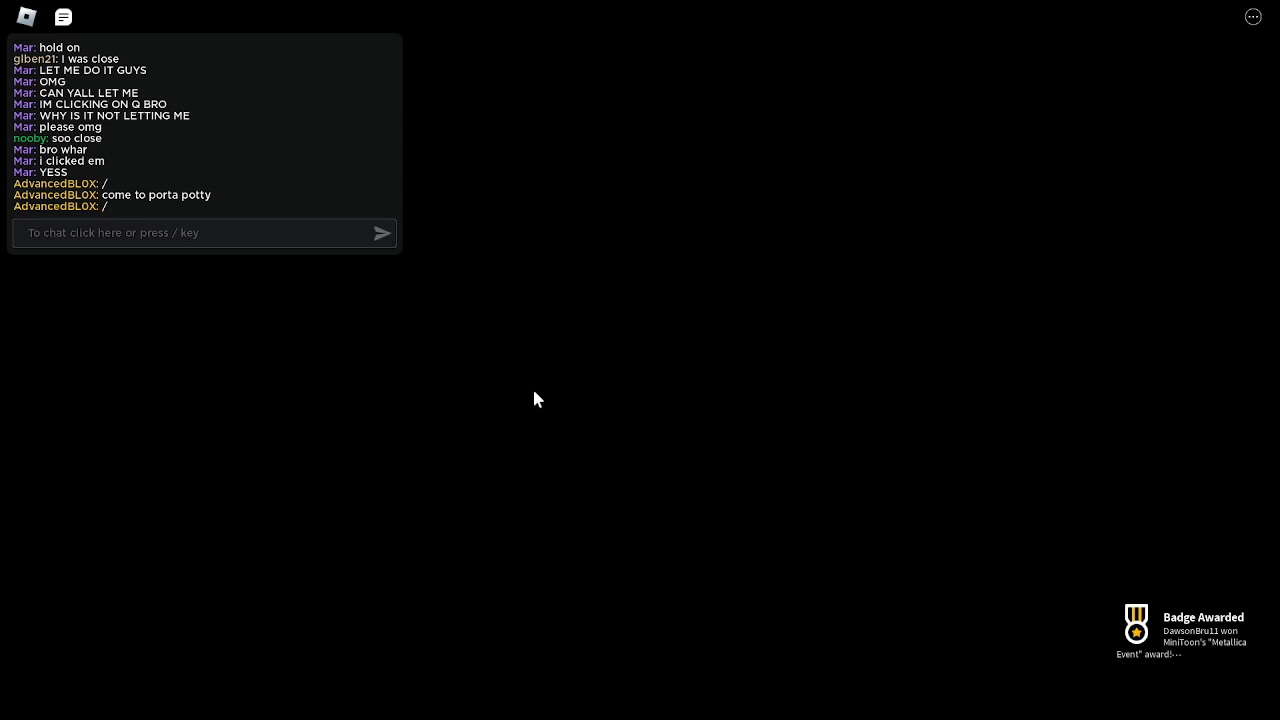 Mar: hold on
glben21: I was close
Mar: LET ME DO IT GUYS
Mar: OMG
Mar: CAN YALL LET ME
Mar: IM CLICKING ON Q BRO
Mar: WHY IS IT NOT LETTING ME
Mar: please omg
nooby: soo close
Mar: bro whar
Mar: i clicked em
Mar: YESS
AdvancedBL0X: /
AdvancedBL0X: come to porta potty
AdvancedBL0X: /
To chat click here or press / key
Badge Awarded
DawsonBru11 won
MiniToon's "Metallica
Event" award!...